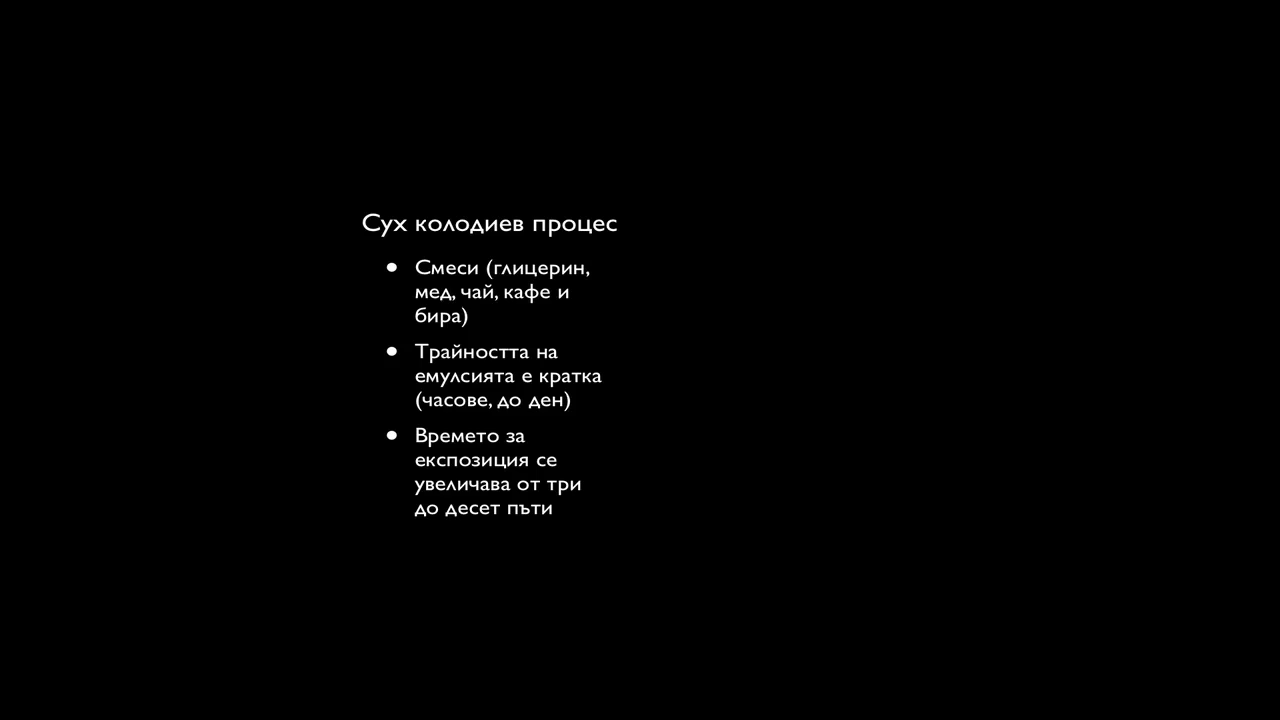 Сух колодиев процес
● Смеси (глицерин,
мед, чай, кафе и
бира)
● Трайността на
емулсията е кратка
(часове, до ден)
● Времето за
експозиция се
увеличава от три
до десет пъти